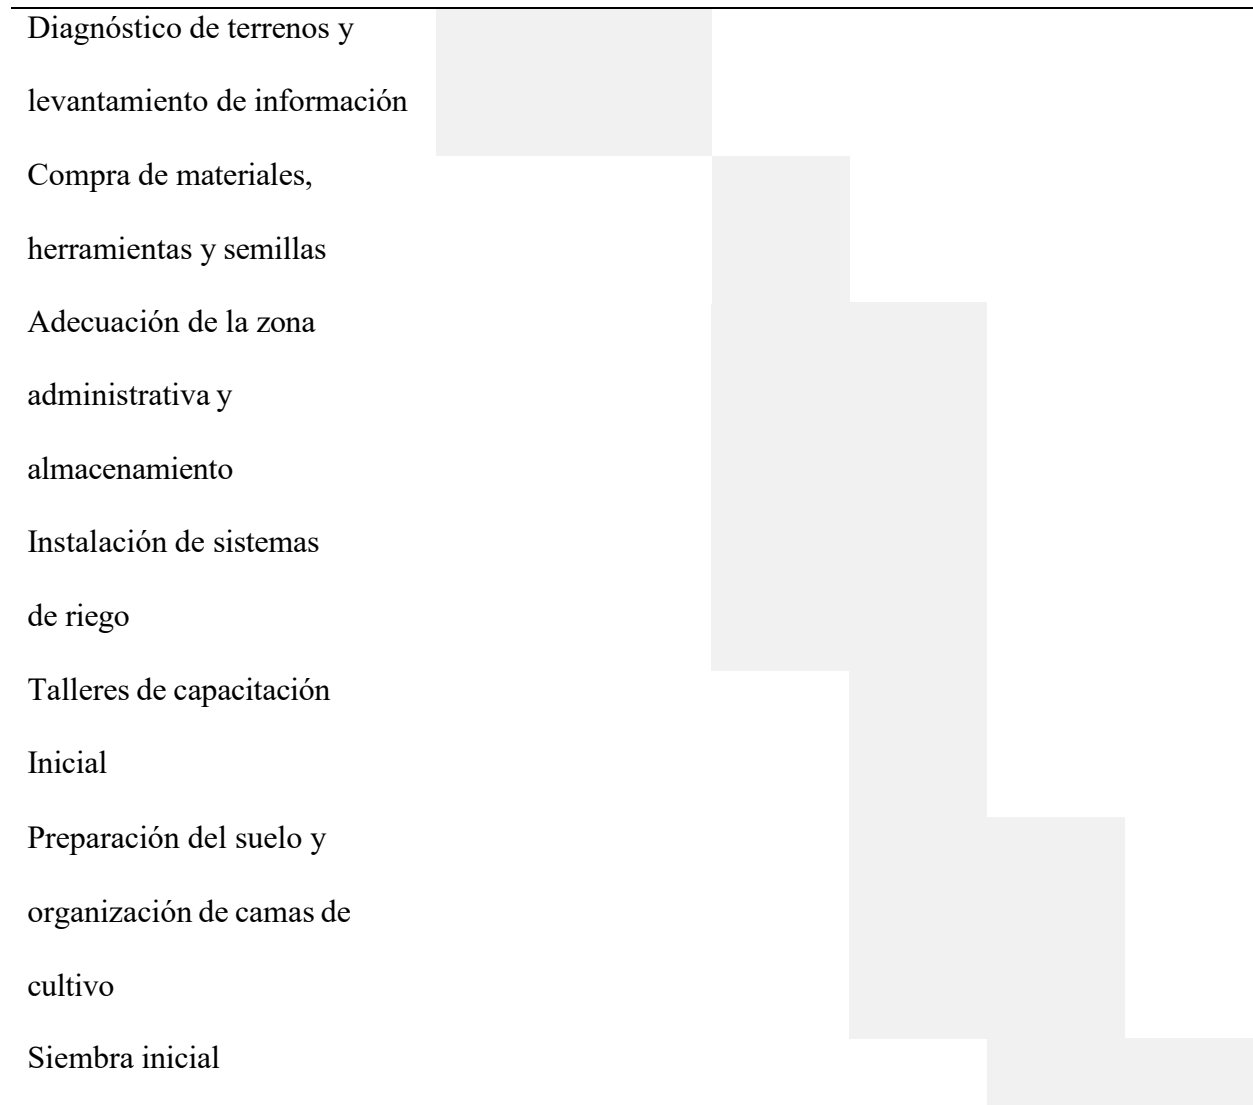 Diagnóstico de terrenos y
levantamiento de información
Compra de materiales,
herramientas y semillas
Adecuación de la zona
administrativa y
almacenamiento
Instalación de sistemas
de riego
Talleres de capacitación
Inicial
Preparación del suelo y
organización de camas de
cultivo
Siembra inicial